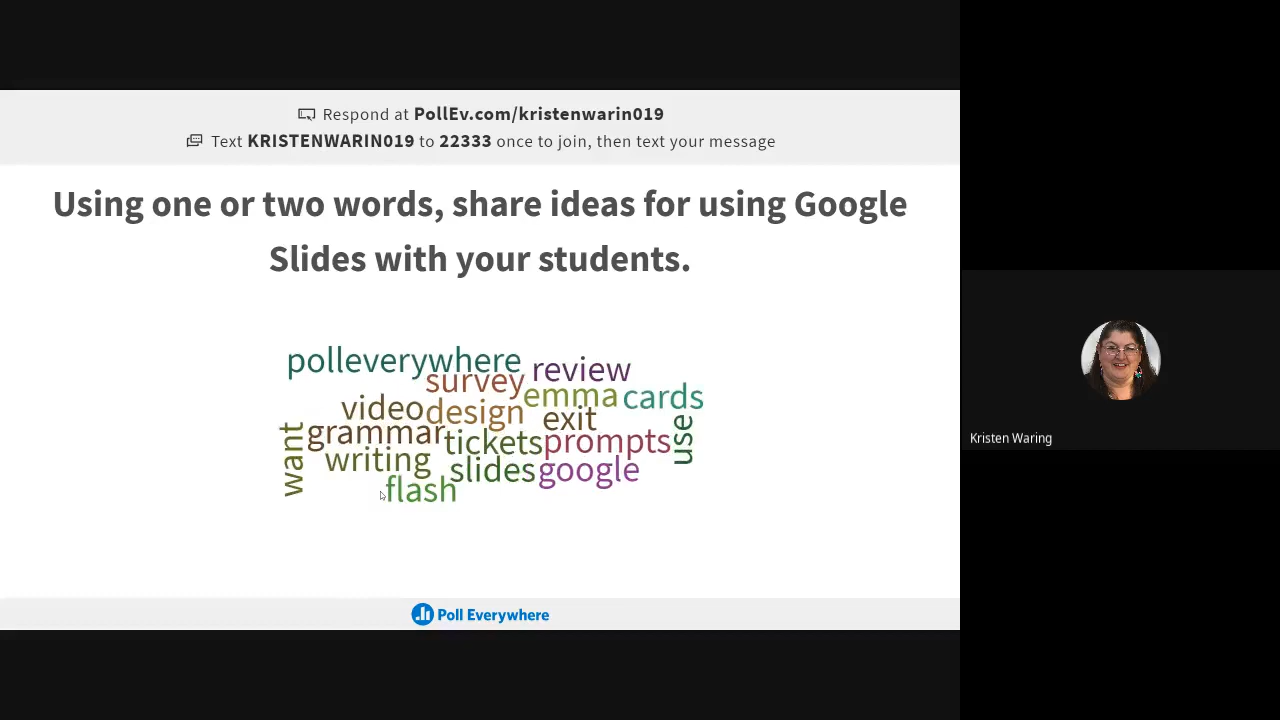 Respond at PollEv.com/kristenwarin019
Text KRISTENWARIN019 to 22333 once to join, then text your message
Using one or two words, share ideas for using Google
Slides with your students.
polleverywhere
review
survey
emma
cards
video
design
exit
use
grammar
tickets
prompts
want
writing
slides
google
flash
Kristen Waring
Poll Everywhere